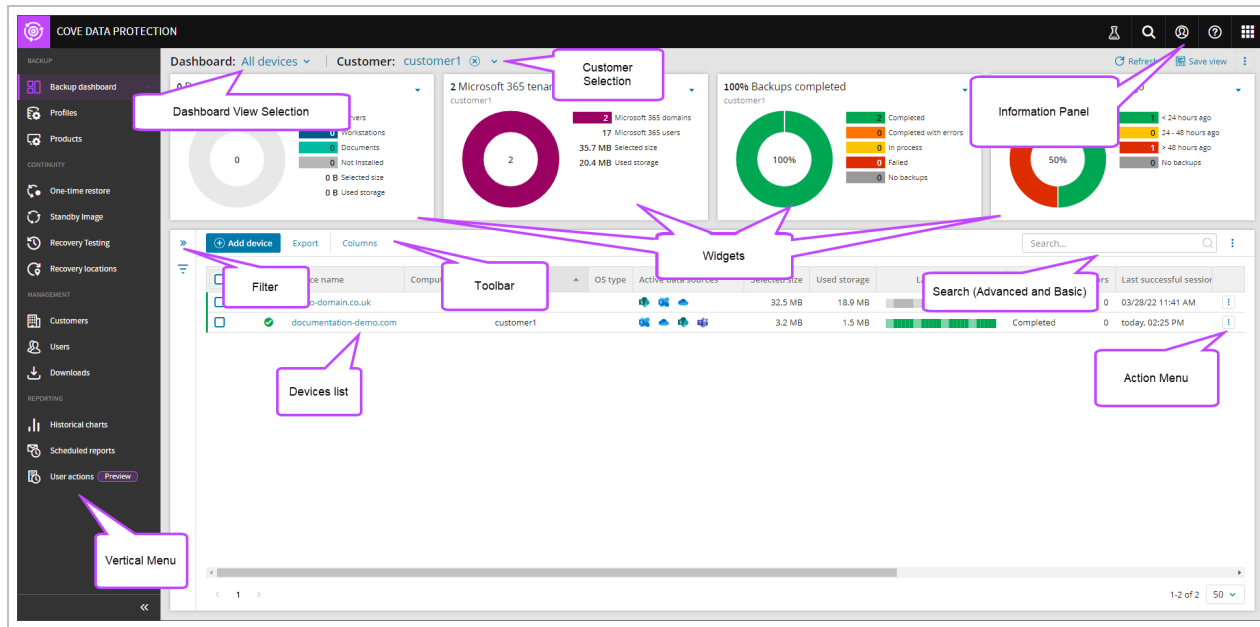 COVE DATA PROTECTION
BACKUP
Backup dashboard
Profiles
Products
CONTINUITY
One-time restore
Standby Image
Recovery Testing
Recovery locations
MANAGEMENT
Customers
Users
Downloads
REPORTING
Historical charts
Scheduled reports
User actions Preview
Vertical Menu
Dashboard: All devices | Customer: customer1
Customer
Selection
Refresh
Save view
Dashboard View Selection
Workstations
0 Documents
0 Not Installed
0 B Selected size
0 B Used storage
0
2 Microsoft 365
customer1
2 Microsoft 365 domains
17 Microsoft 365 users
35.7 MB Selected size
20.4 MB Used storage
2
100% Backups completed
customer1
2 Completed
0 Completed with errors
0 In process
0 Failed
0 No backups
100%
Information Panel
1 < 24 hours ago
0 24 - 48 hours ago
1 > 48 hours ago
0 No backups
50%
Widgets
Add device
Export
Columns
Search...
Filter
Toolbar
Search (Advanced and Basic)
name
OS type
Active data sources
Selected size
Used storage
Last successful session
32.5 MB
18.9 MB
0
03/28/22 11:41 AM
documentation-demo.com
customer1
3.2 MB
1.5 MB
Completed
0
today, 02:25 PM
Devices list
Action Menu
1
1-2 of 2
50